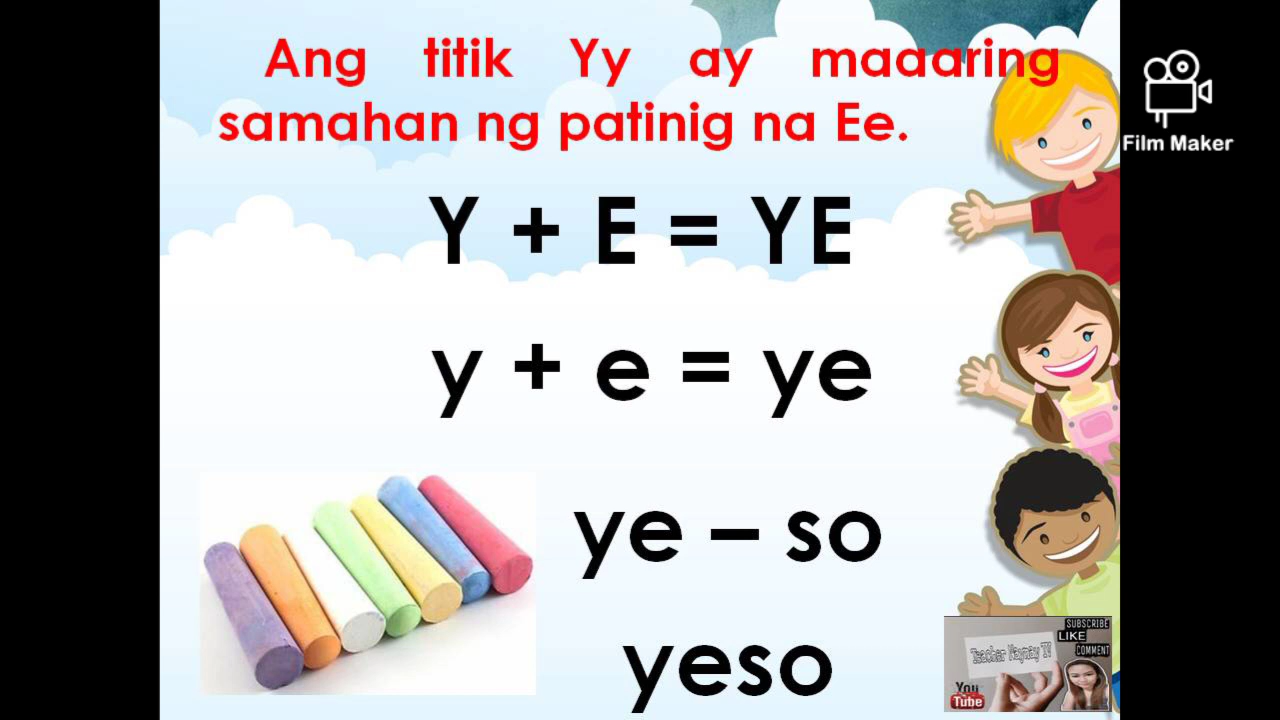 Ang titik Yy ay maaaring
samahan ng patinig na Ee.
Film Maker
Y + E = YE
y + e = ye
ye – so
yeso
SUBSCRIBE
LIKE
COMMENT
You
Tube